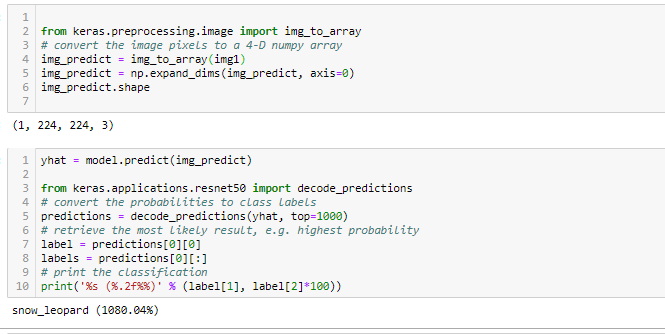 1
2 from keras.preprocessing.image import img_to_array
3 # convert the image pixels to a 4-D numpy array
4 img_predict = img_to_array(img1)
5 img_predict = np.expand_dims(img_predict, axis=0)
6 img_predict.shape
7
(1, 224, 224, 3)
1 yhat = model.predict(img_predict)
2
3 from keras.applications.resnet50 import decode_predictions
4 # convert the probabilities to class labels
5 predictions = decode_predictions(yhat, top=1000)
6 # retrieve the most likely result, e.g. highest probability
7 label = predictions[0][0]
8 labels = predictions[0][:]
9 # print the classification
10 print('%s (%.2f%%)' % (label[1], label[2]*100))
snow_leopard (1080.04%)